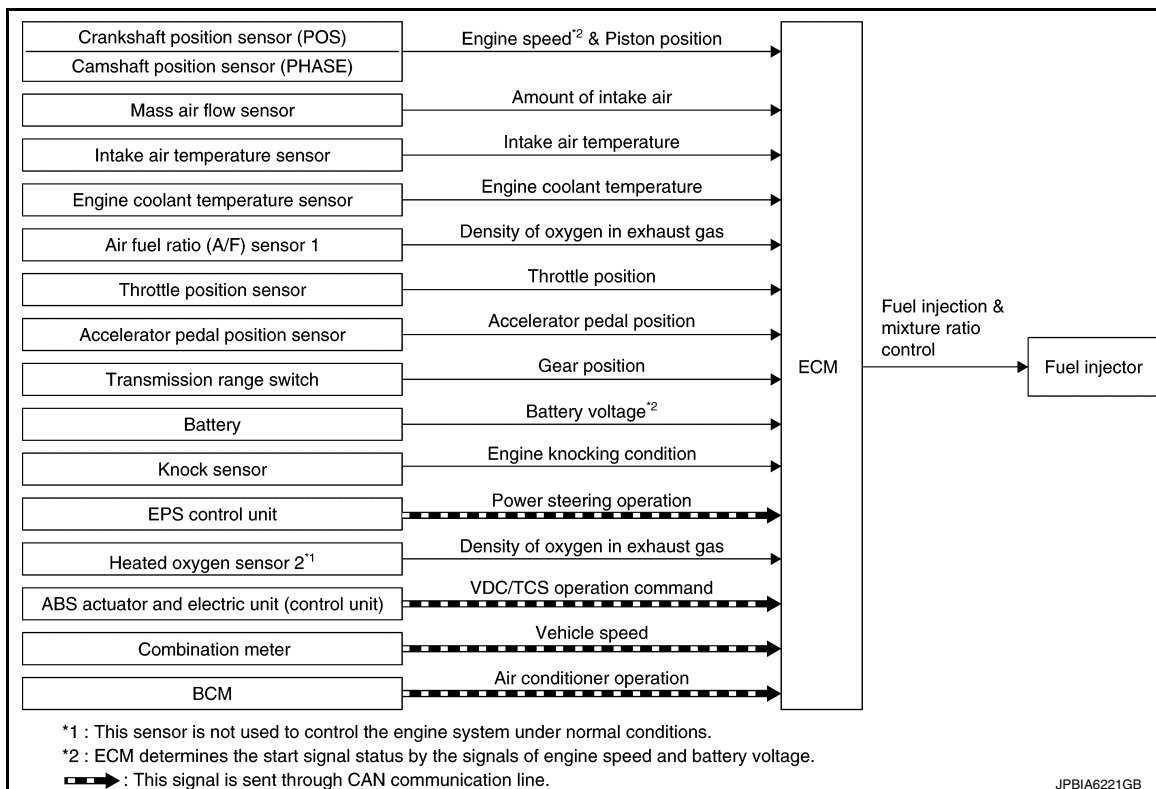 Crankshaft position sensor (POS)
Engine speed*2 & Piston position
Camshaft position sensor (PHASE)
Mass air flow sensor
Amount of intake air
Intake air temperature sensor
Intake air temperature
Engine coolant temperature sensor
Engine coolant temperature
Air fuel ratio (A/F) sensor 1
Density of oxygen in exhaust gas
Throttle position sensor
Throttle position
Accelerator pedal position sensor
Accelerator pedal position
Transmission range switch
Gear position
Battery
Battery voltage*2
Knock sensor
Engine knocking condition
EPS control unit
Power steering operation
Heated oxygen sensor 2*1
Density of oxygen in exhaust gas
ABS actuator and electric unit (control unit)
VDC/TCS operation command
Combination meter
Vehicle speed
BCM
Air conditioner operation
ECM
Fuel injection &
mixture ratio
control
Fuel injector
*1 : This sensor is not used to control the engine system under normal conditions.
*2 : ECM determines the start signal status by the signals of engine speed and battery voltage.
: This signal is sent through CAN communication line.
JPBIA6221GB